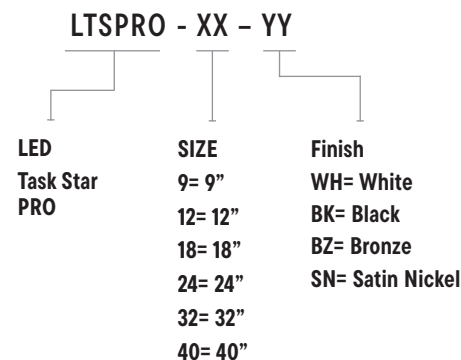 LTSPRO - XX – YY
LED
Task Star
PRO
SIZE
9= 9”
12= 12”
18= 18”
24= 24”
32= 32”
40= 40”
Finish
WH= White
BK= Black
BZ= Bronze
SN= Satin Nickel